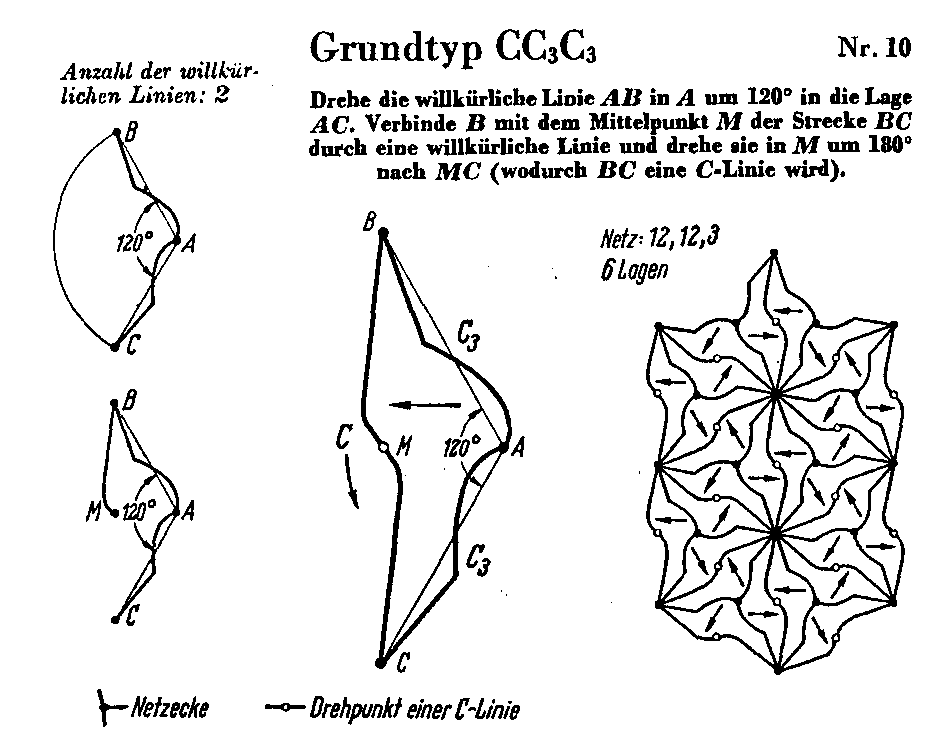 Grundtyp CC₃C₃
Nr. 10
Anzahl der willkür-
lichen Linien: 2
Drehe die willkürliche Linie AB in A um 120° in die Lage
AC. Verbinde B mit dem Mittelpunkt M der Strecke BC
durch eine willkürliche Linie und drehe sie in M um 180°
nach MC (wodurch BC eine C-Linie wird).
B
120°
A
C
B
M
120°
A
C
B
C₃
C
M
120°
A
C₃
C
Netz: 12, 12, 3
6 Lagen
Netzecke
Drehpunkt einer C-Linie